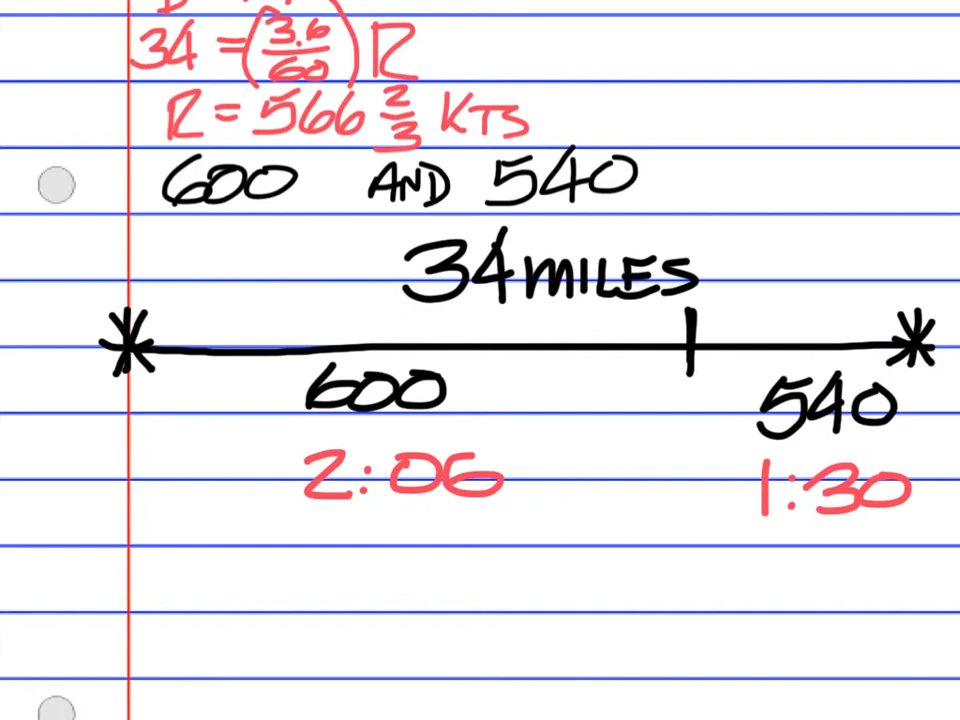 34 = (3.6/60) R
R = 566 2/3 KTS
600 AND 540
34 MILES
600 540
2:06 1:30